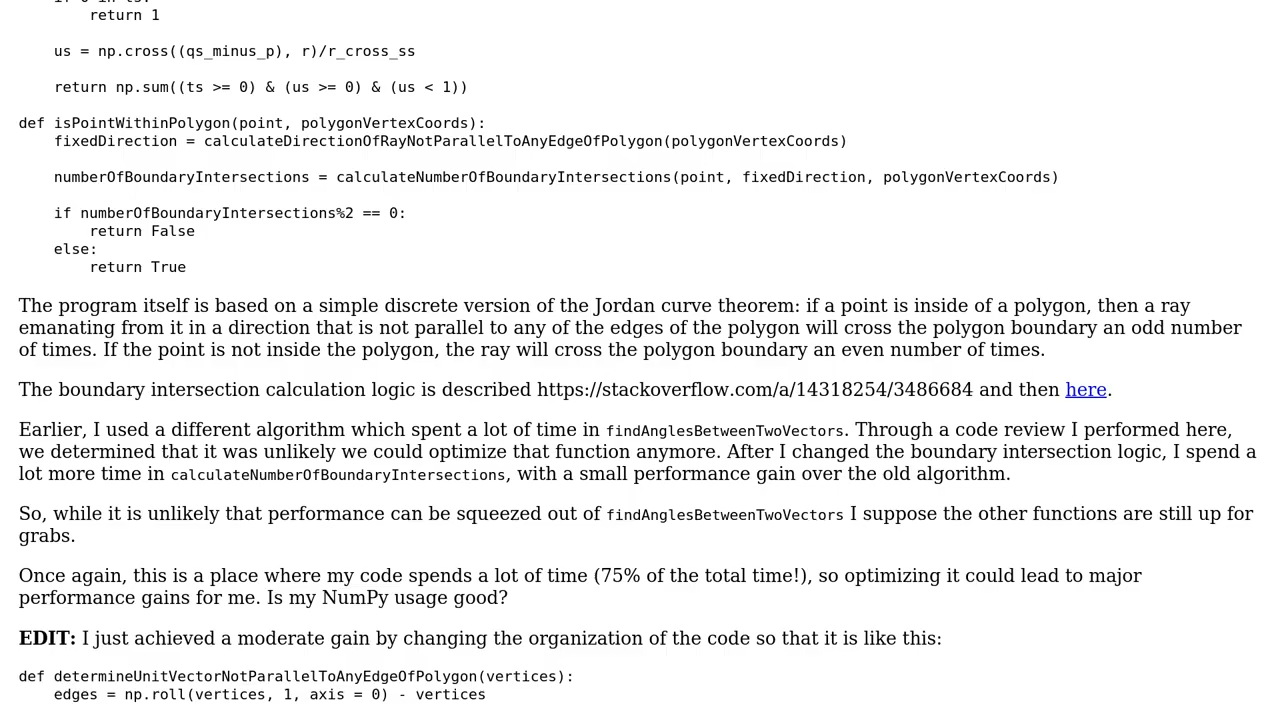 if 0 in ts:
        return 1

    us = np.cross((qs_minus_p), r)/r_cross_ss

    return np.sum((ts >= 0) & (us >= 0) & (us < 1))

def isPointWithinPolygon(point, polygonVertexCoords):
    fixedDirection = calculateDirectionOfRayNotParallelToAnyEdgeOfPolygon(polygonVertexCoords)

    numberOfBoundaryIntersections = calculateNumberOfBoundaryIntersections(point, fixedDirection, polygonVertexCoords)

    if numberOfBoundaryIntersections%2 == 0:
        return False
    else:
        return True

The program itself is based on a simple discrete version of the Jordan curve theorem: if a point is inside of a polygon, then a ray
emanating from it in a direction that is not parallel to any of the edges of the polygon will cross the polygon boundary an odd number
of times. If the point is not inside the polygon, the ray will cross the polygon boundary an even number of times.

The boundary intersection calculation logic is described https://stackoverflow.com/a/14318254/3486684 and then here.

Earlier, I used a different algorithm which spent a lot of time in findAnglesBetweenTwoVectors. Through a code review I performed here,
we determined that it was unlikely we could optimize that function anymore. After I changed the boundary intersection logic, I spend a
lot more time in calculateNumberOfBoundaryIntersections, with a small performance gain over the old algorithm.

So, while it is unlikely that performance can be squeezed out of findAnglesBetweenTwoVectors I suppose the other functions are still up for
grabs.

Once again, this is a place where my code spends a lot of time (75% of the total time!), so optimizing it could lead to major
performance gains for me. Is my NumPy usage good?

EDIT: I just achieved a moderate gain by changing the organization of the code so that it is like this:

def determineUnitVectorNotParallelToAnyEdgeOfPolygon(vertices):
    edges = np.roll(vertices, 1, axis = 0) - vertices